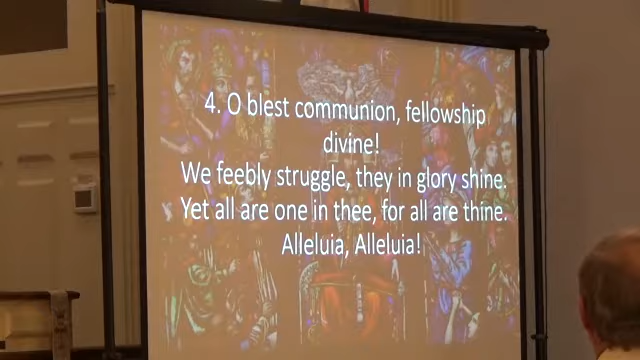 4. O blest communion, fellowship
divine!
We feebly struggle, they in glory shine.
Yet all are one in thee, for all are thine.
Alleluia, Alleluia!